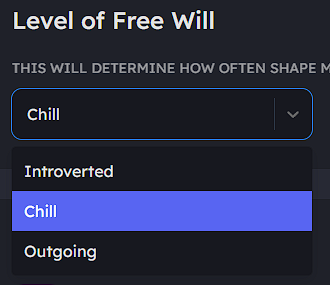 Level of Free Will
THIS WILL DETERMINE HOW OFTEN SHAPE M
Chill
Introverted
Chill
Outgoing